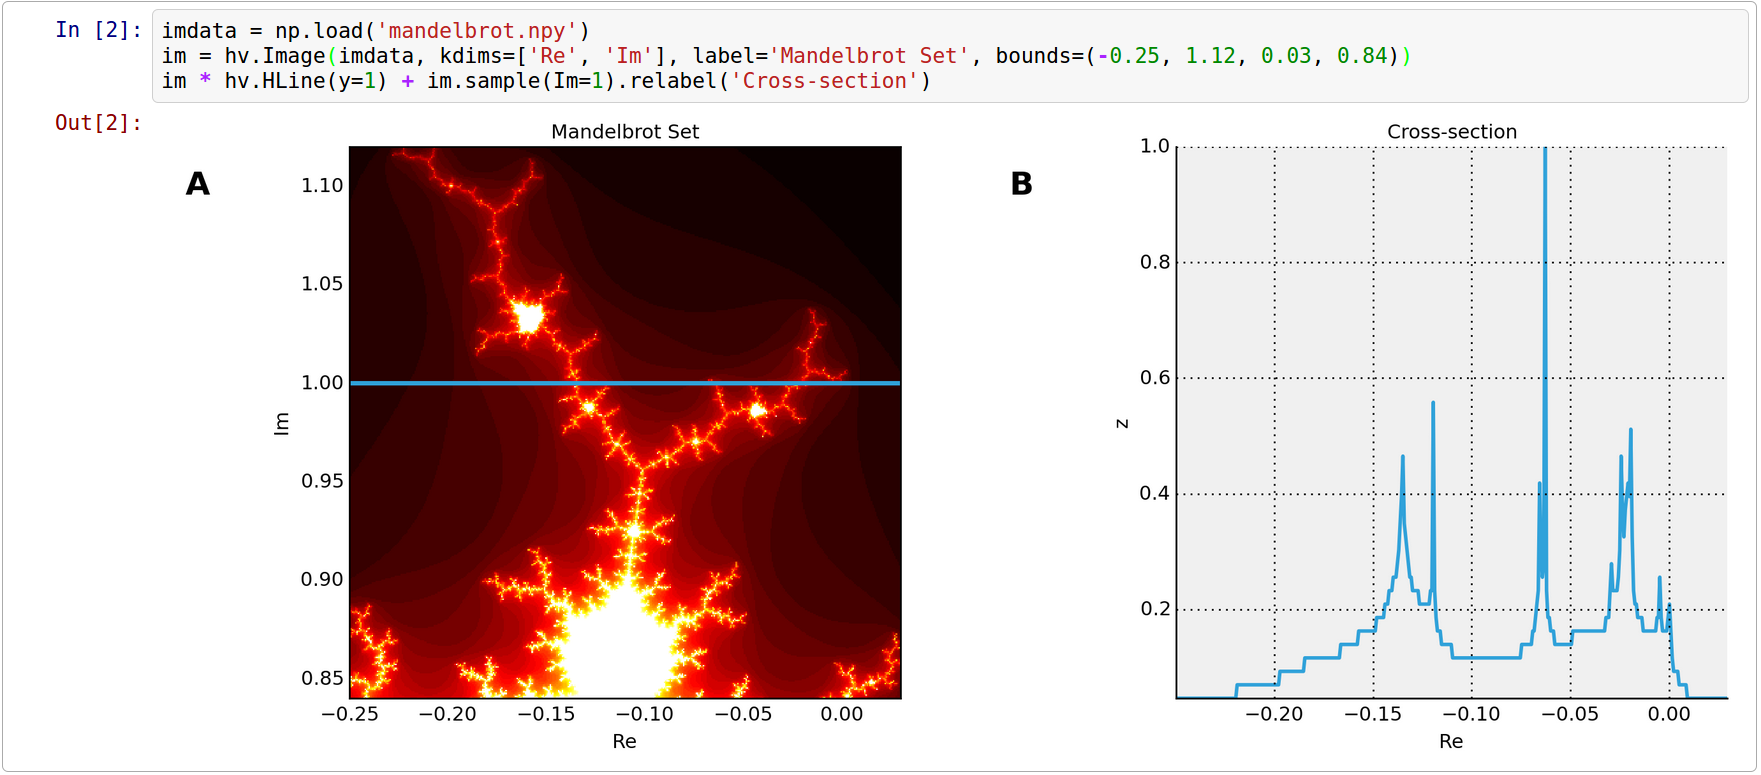 In [2]:
imdata = np.load('mandelbrot.npy')
im = hv.Image(imdata, kdims=['Re', 'Im'], label='Mandelbrot Set', bounds=(-0.25, 1.12, 0.03, 0.84))
im * hv.HLine(y=1) + im.sample(Im=1).relabel('Cross-section')
Out[2]:
Mandelbrot Set
A
1.10
1.05
1.00
0.95
0.90
0.85
Im
−0.25 −0.20 −0.15 −0.10 −0.05 0.00
Re
Cross-section
B
1.0
0.8
0.6
0.4
0.2
z
−0.20 −0.15 −0.10 −0.05 0.00
Re